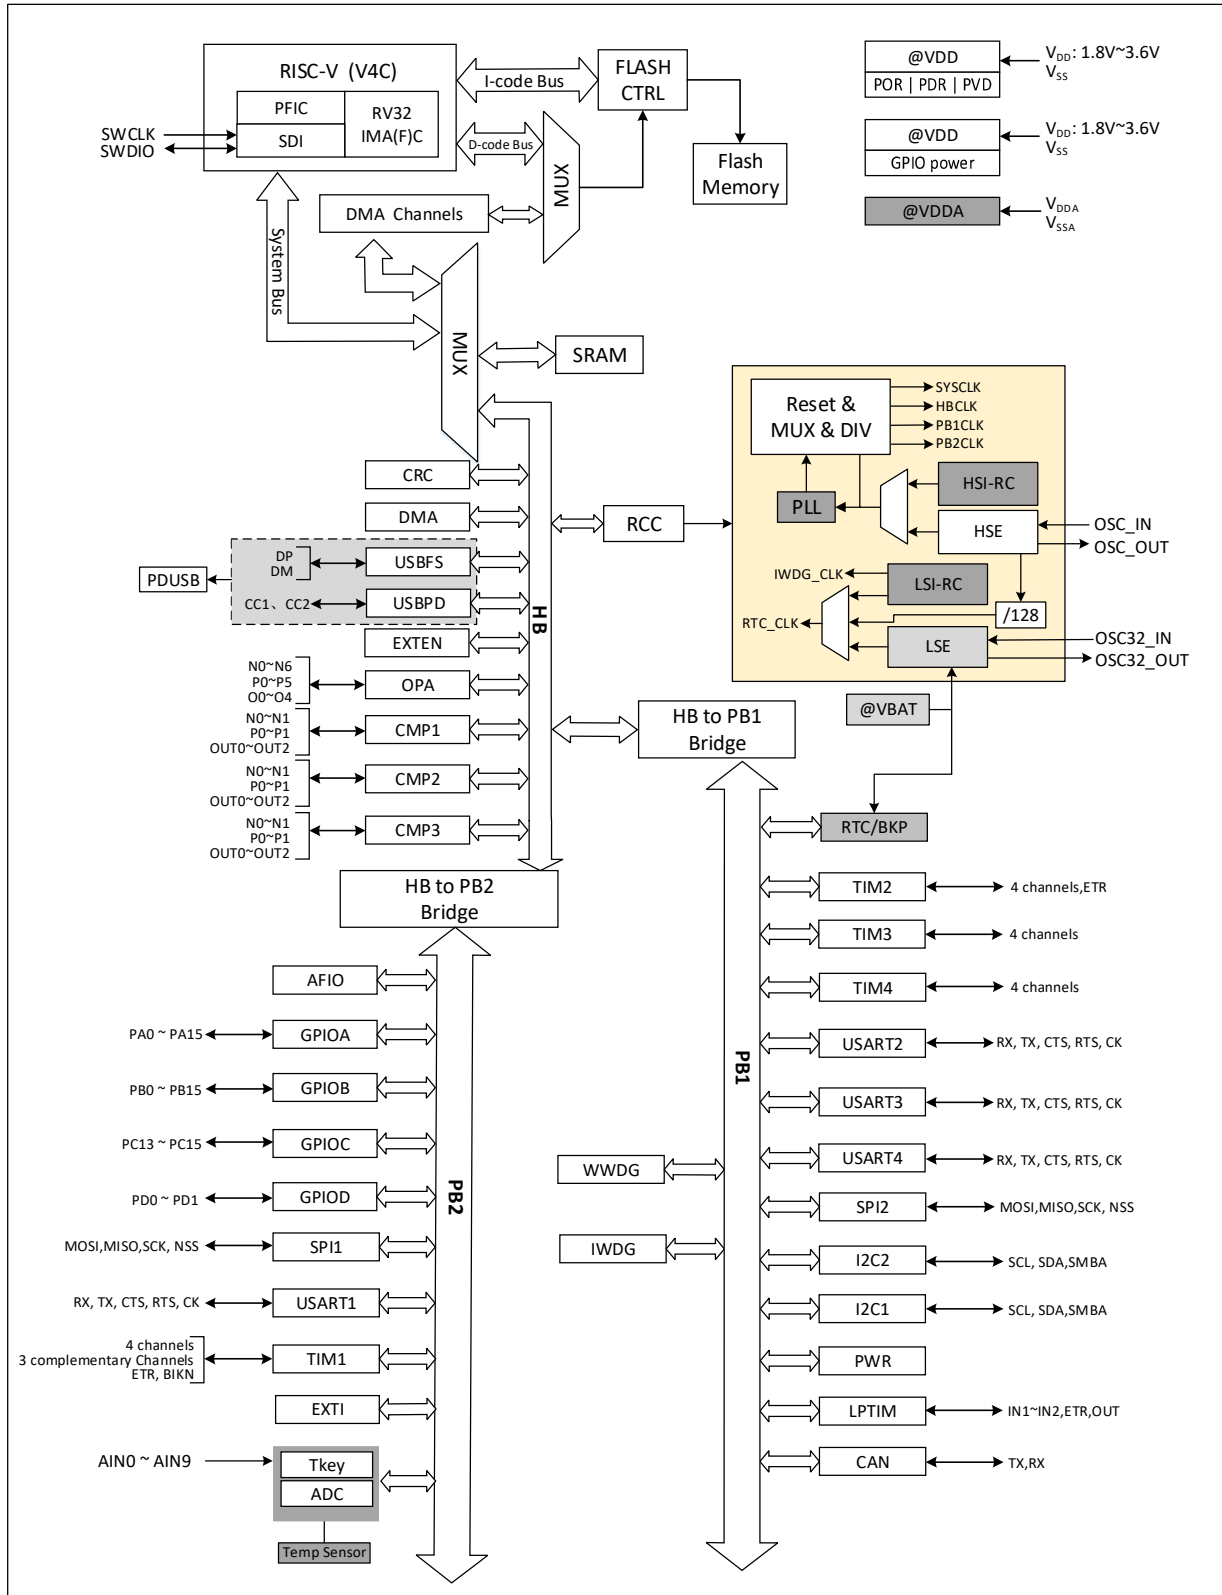 RISC-V (V4C)
PFIC
SDI
RV32
IMA(F)C
SWCLK
SWDIO
I-code Bus
D-code Bus
FLASH
CTRL
MUX
Flash
Memory
DMA Channels
System Bus
MUX
SRAM
@VDD
POR | PDR | PVD
VDD: 1.8V~3.6V
VSS
@VDD
GPIO power
VDD: 1.8V~3.6V
VSS
@VDDA
VDDA
VSSA
Reset &
MUX & DIV
SYSCLK
HBCLK
PB1CLK
PB2CLK
PLL
HSI-RC
HSE
OSC_IN
OSC_OUT
IWDG_CLK
LSI-RC
RTC_CLK
/128
LSE
OSC32_IN
OSC32_OUT
@VBAT
RCC
HB
CRC
DMA
PDUSB
DP
DM
USBFS
CC1、CC2
USBPD
EXTEN
N0~N6
P0~P5
O0~O4
OPA
N0~N1
P0~P1
OUT0~OUT2
CMP1
N0~N1
P0~P1
OUT0~OUT2
CMP2
N0~N1
P0~P1
OUT0~OUT2
CMP3
HB to PB1
Bridge
HB to PB2
Bridge
PB2
AFIO
PA0 ~ PA15
GPIOA
PB0 ~ PB15
GPIOB
PC13 ~ PC15
GPIOC
PD0 ~ PD1
GPIOD
MOSI,MISO,SCK, NSS
SPI1
RX, TX, CTS, RTS, CK
USART1
4 channels
3 complementary Channels
ETR, BIKN
TIM1
EXTI
AIN0 ~ AIN9
Tkey
ADC
Temp Sensor
PB1
WWDG
IWDG
RTC/BKP
TIM2
4 channels,ETR
TIM3
4 channels
TIM4
4 channels
USART2
RX, TX, CTS, RTS, CK
USART3
RX, TX, CTS, RTS, CK
USART4
RX, TX, CTS, RTS, CK
SPI2
MOSI,MISO,SCK, NSS
I2C2
SCL, SDA,SMBA
I2C1
SCL, SDA,SMBA
PWR
LPTIM
IN1~IN2,ETR,OUT
CAN
TX,RX